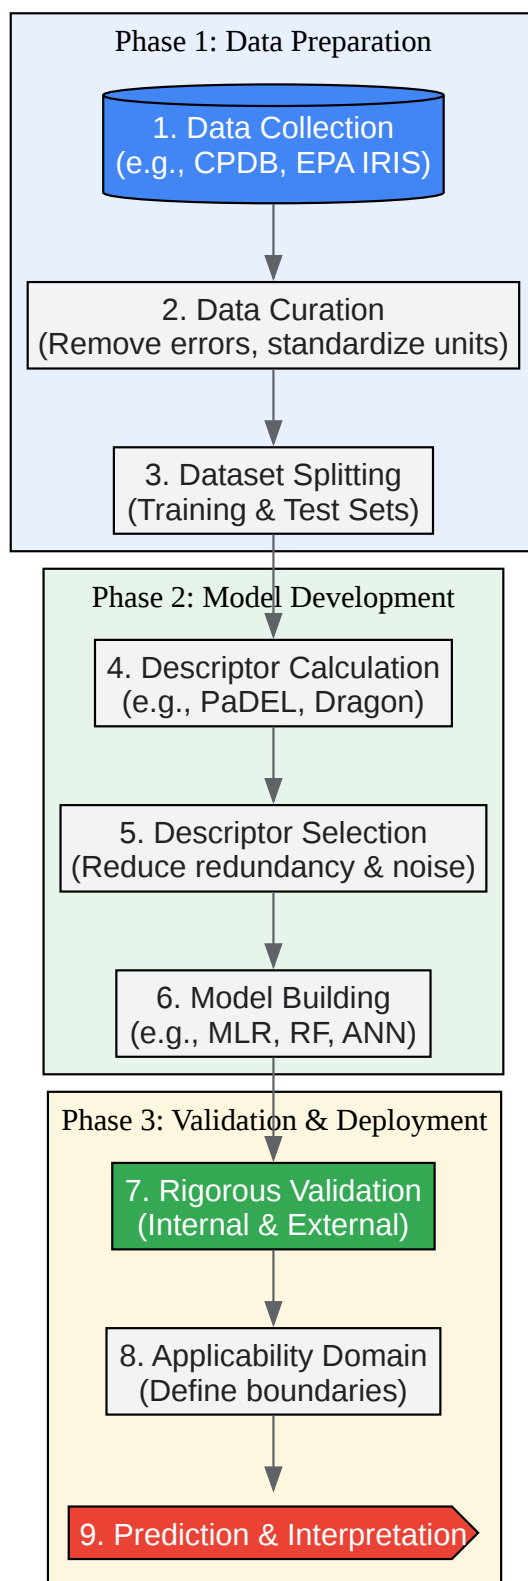 Phase 1: Data Preparation
1. Data Collection
(e.g., CPDB, EPA IRIS)
2. Data Curation
(Remove errors, standardize units)
3. Dataset Splitting
(Training & Test Sets)
Phase 2: Model Development
4. Descriptor Calculation
(e.g., PaDEL, Dragon)
5. Descriptor Selection
(Reduce redundancy & noise)
6. Model Building
(e.g., MLR, RF, ANN)
Phase 3: Validation & Deployment
7. Rigorous Validation
(Internal & External)
8. Applicability Domain
(Define boundaries)
9. Prediction & Interpretation